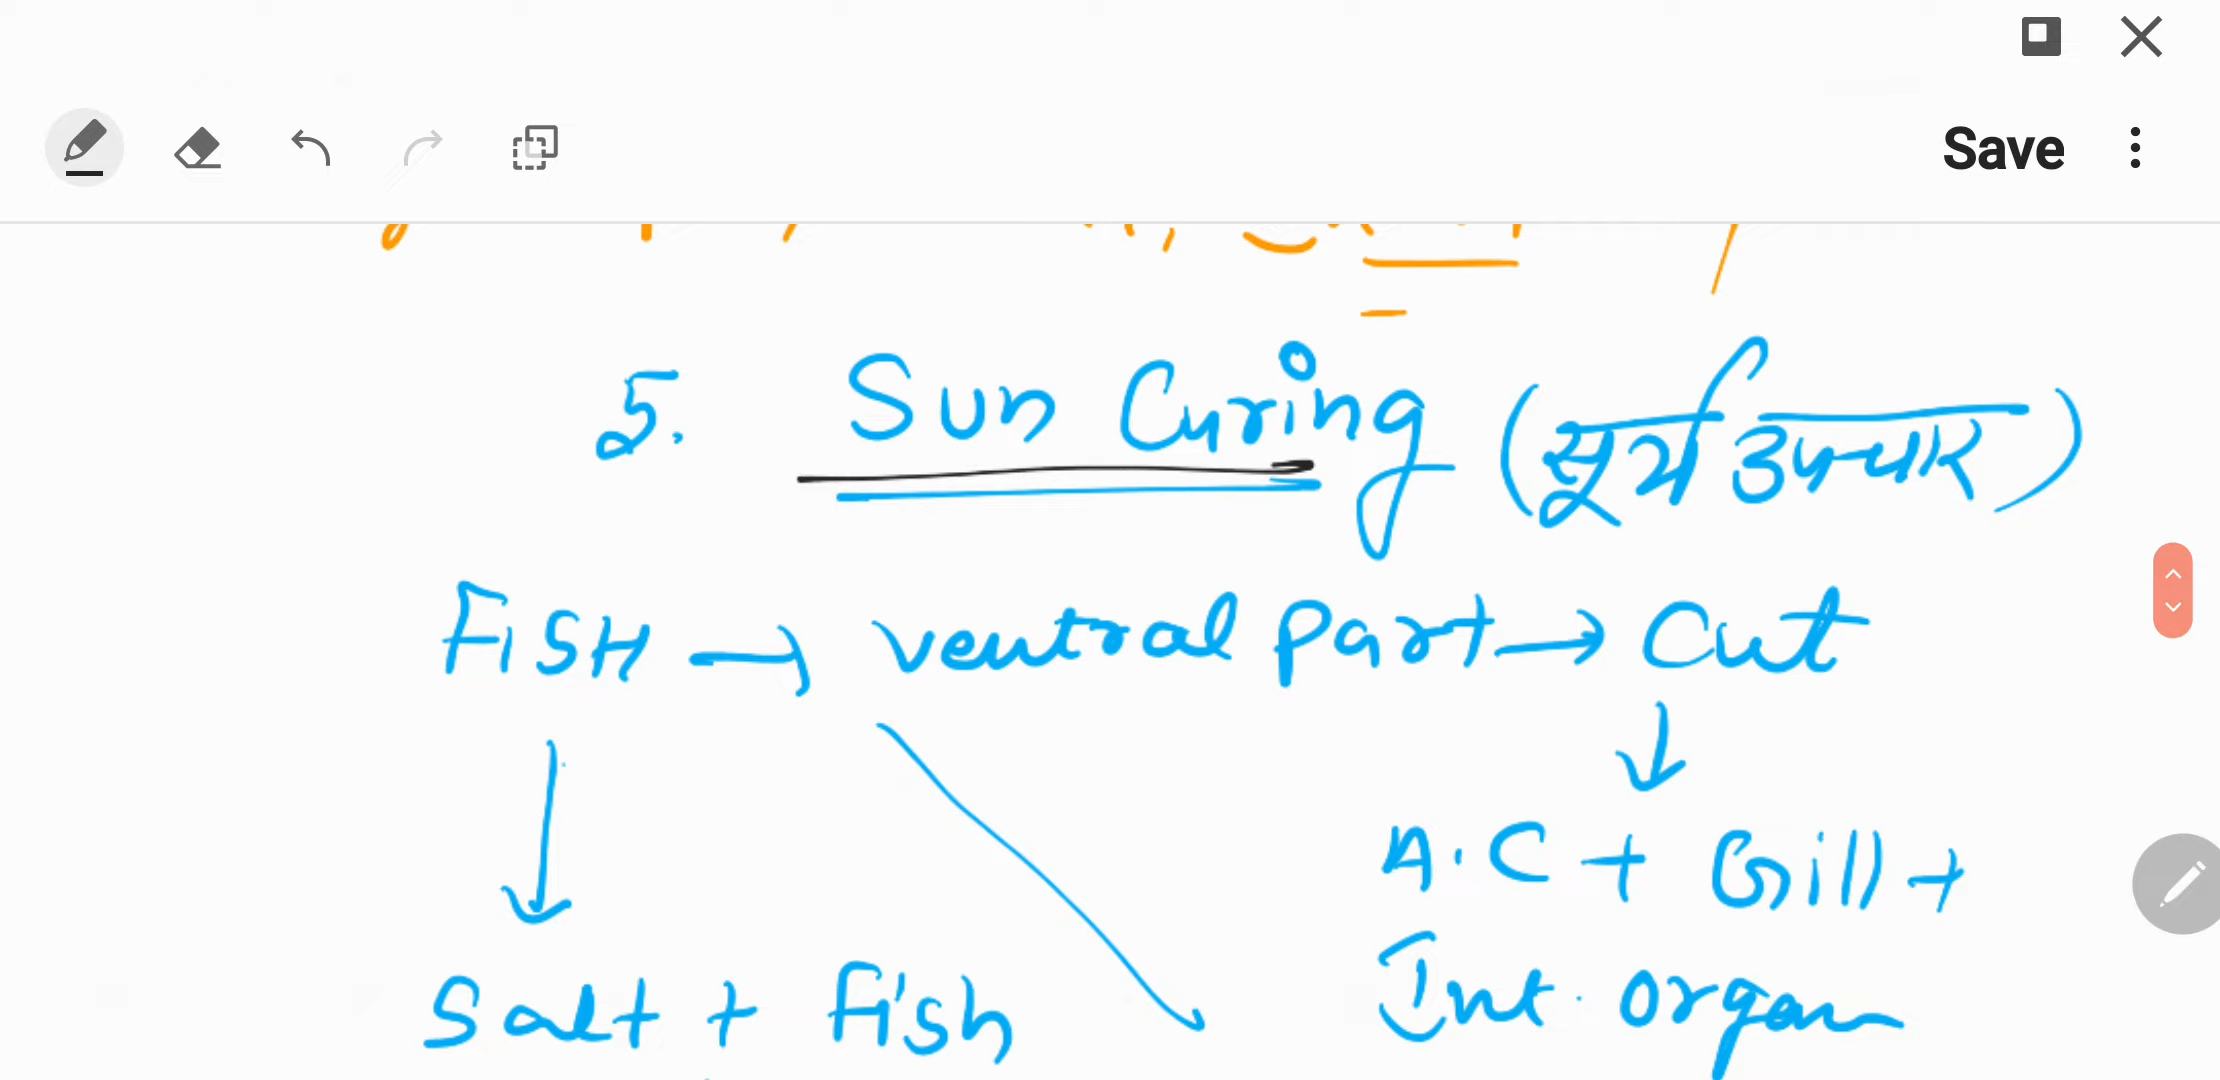 Save
5. Sun Curing (सूर्य उपचार)
FISH → ventral part → Cut
A.C + Gill +
Int. organ
Salt + Fish